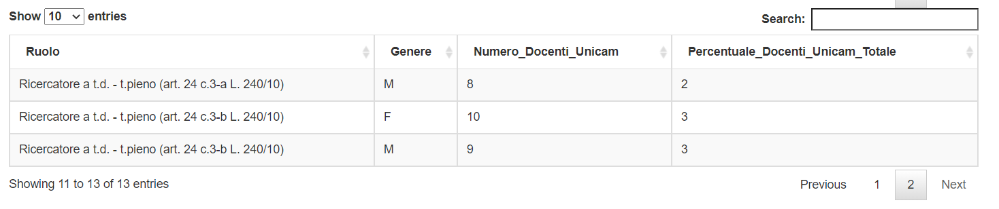 Show 10 entries
Search:
Ruolo Genere Numero_Docenti_Unicam Percentuale_Docenti_Unicam_Totale
Ricercatore a t.d. - t.pieno (art. 24 c.3-a L. 240/10) M 8 2
Ricercatore a t.d. - t.pieno (art. 24 c.3-b L. 240/10) F 10 3
Ricercatore a t.d. - t.pieno (art. 24 c.3-b L. 240/10) M 9 3
Showing 11 to 13 of 13 entries
Previous 1 2 Next